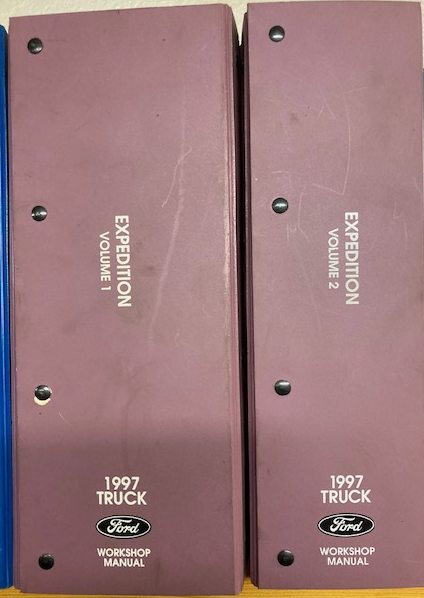 EXPEDITION
VOLUME 1
1997
TRUCK
Ford
WORKSHOP
MANUAL
EXPEDITION
VOLUME 2
1997
TRUCK
Ford
WORKSHOP
MANUAL